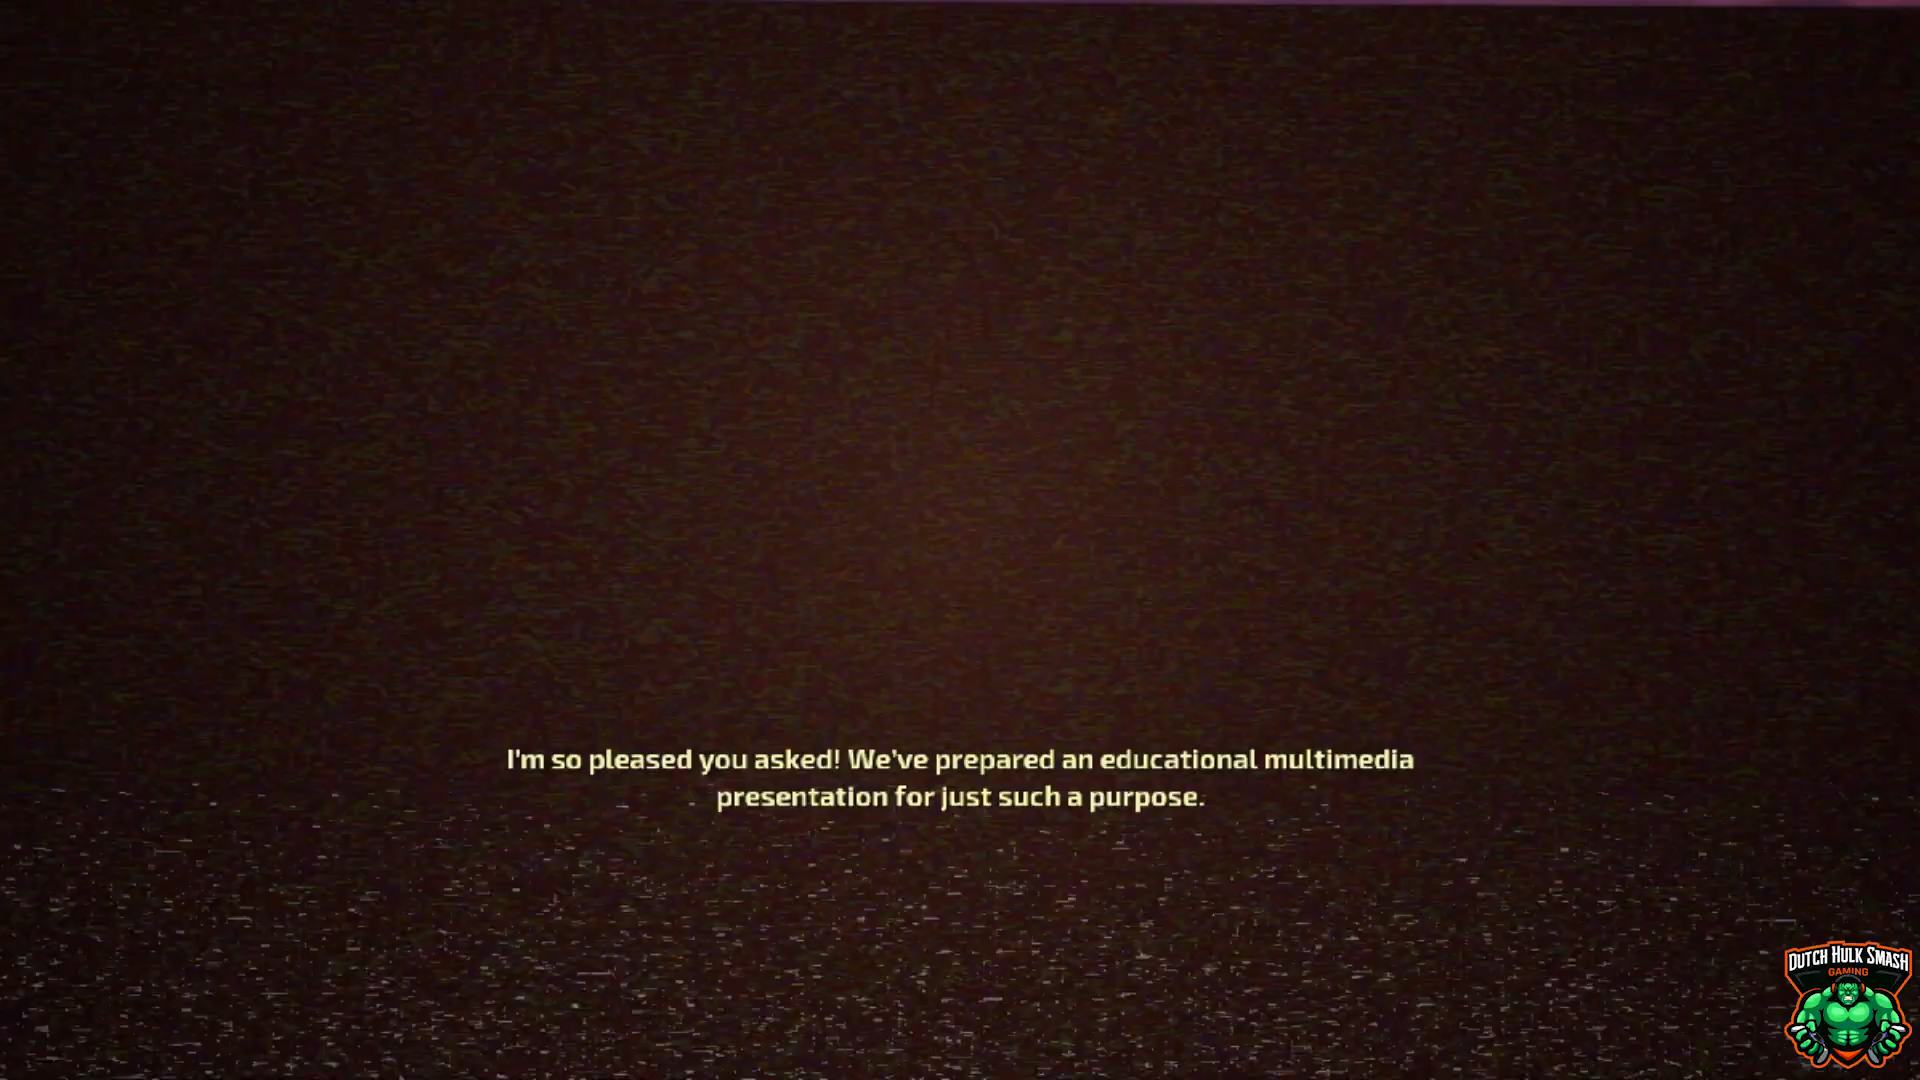 I'm so pleased you asked! We've prepared an educational multimedia
presentation for just such a purpose.
DUTCH HULK SMASH
GAMING